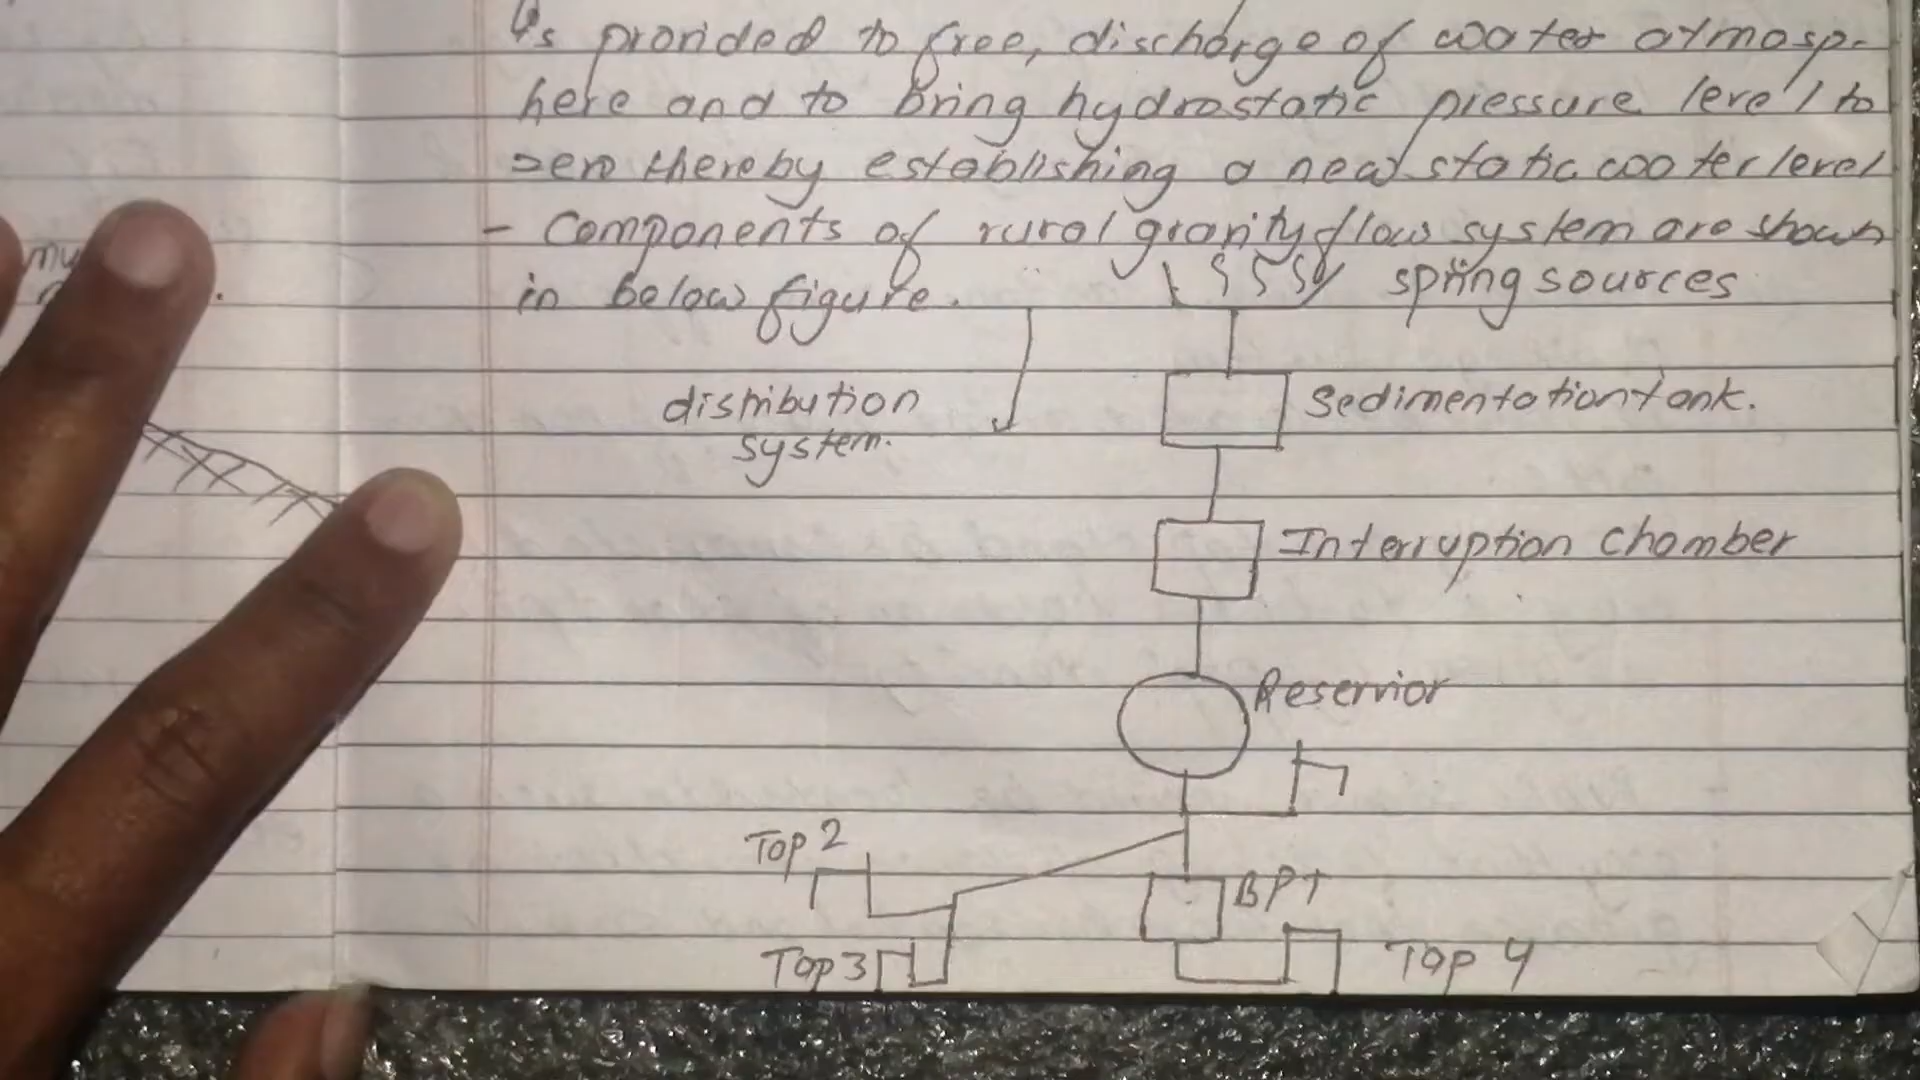 is provided to free, discharge of water atmosp-
here and to bring hydrostatic pressure level to
zero thereby establishing a new static water level
- Components of rural gravity flow system are shown
in below figure.
spring sources
distribution
system.
Sedimentation tank.
Interruption chamber
Reservior
Tap 2
BPT
Tap 3
Tap 4